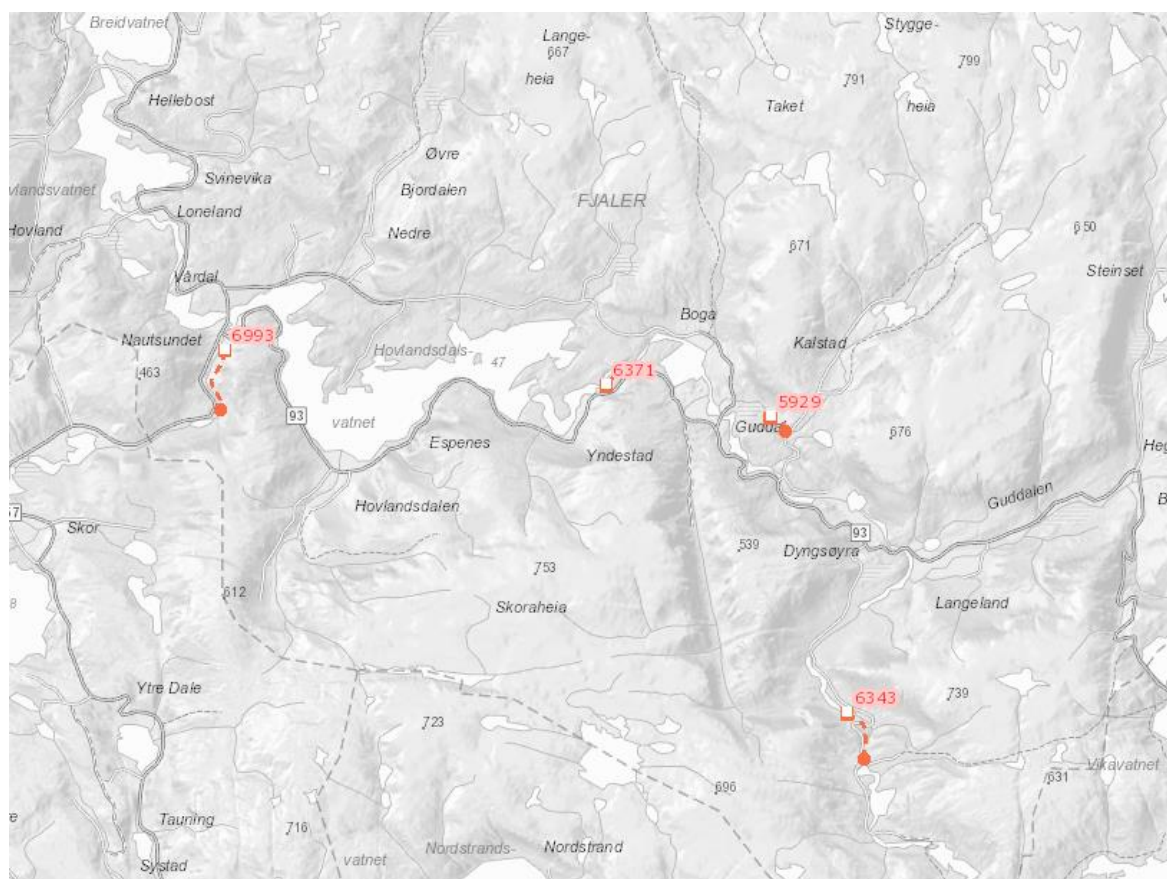 Breidvatnet
Lange-
667
heia
Stygge-
799
791
Taket
heia
Hellebost
Øvre
Bjordalen
Svinevika
vlandsvatnet
Loneland
FJALER
Hovland
Nedre
671
650
Steinset
Vårdal
Boga
6993
Nautsundet
Hovlandsdals-
47
Kalstad
463
6371
5929
93
vatnet
Espenes
Yndestad
Guddal
676
Heg
Guddalen
57
Skor
Hovlandsdalen
B
93
539
Dyngsøyra
753
612
8
Skoraheia
Langeland
Ytre Dale
6343
739
723
Vikavatnet
631
696
Tauning
716
re
Systad
vatnet
Nordstrands-
Nordstrand